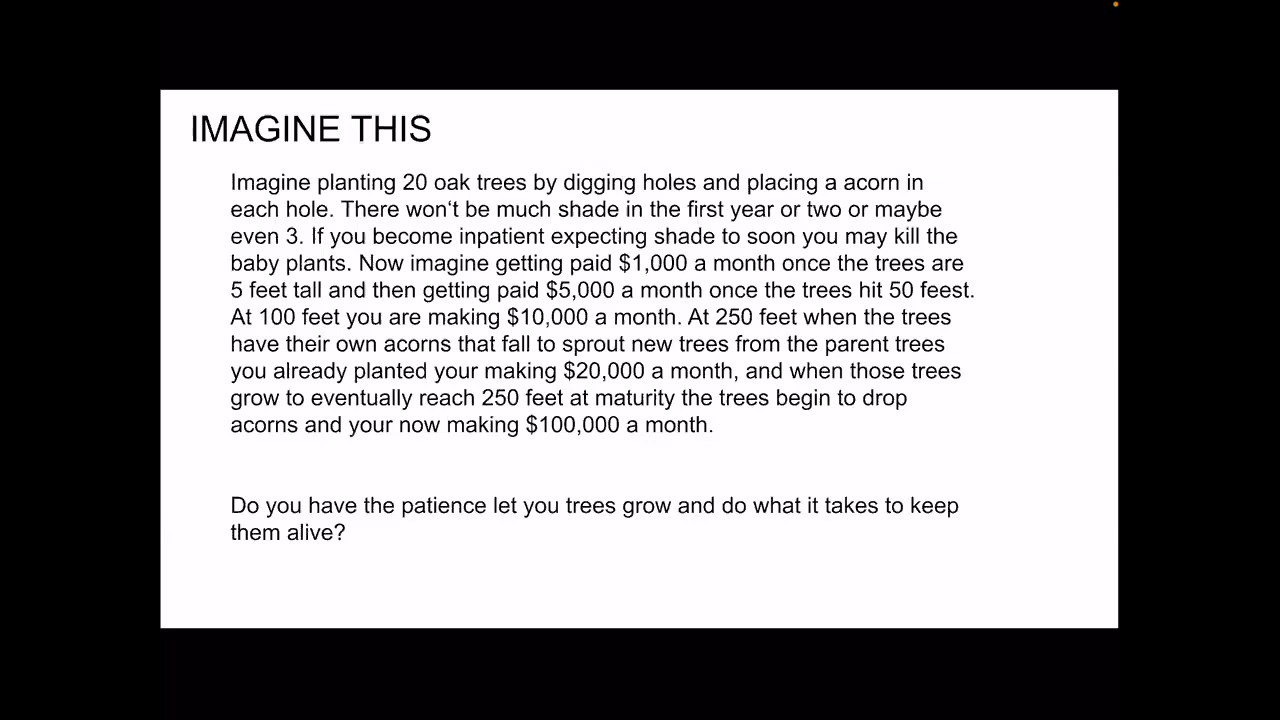 IMAGINE THIS
Imagine planting 20 oak trees by digging holes and placing a acorn in
each hole. There won‘t be much shade in the first year or two or maybe
even 3. If you become inpatient expecting shade to soon you may kill the
baby plants. Now imagine getting paid $1,000 a month once the trees are
5 feet tall and then getting paid $5,000 a month once the trees hit 50 feest.
At 100 feet you are making $10,000 a month. At 250 feet when the trees
have their own acorns that fall to sprout new trees from the parent trees
you already planted your making $20,000 a month, and when those trees
grow to eventually reach 250 feet at maturity the trees begin to drop
acorns and your now making $100,000 a month.
Do you have the patience let you trees grow and do what it takes to keep
them alive?